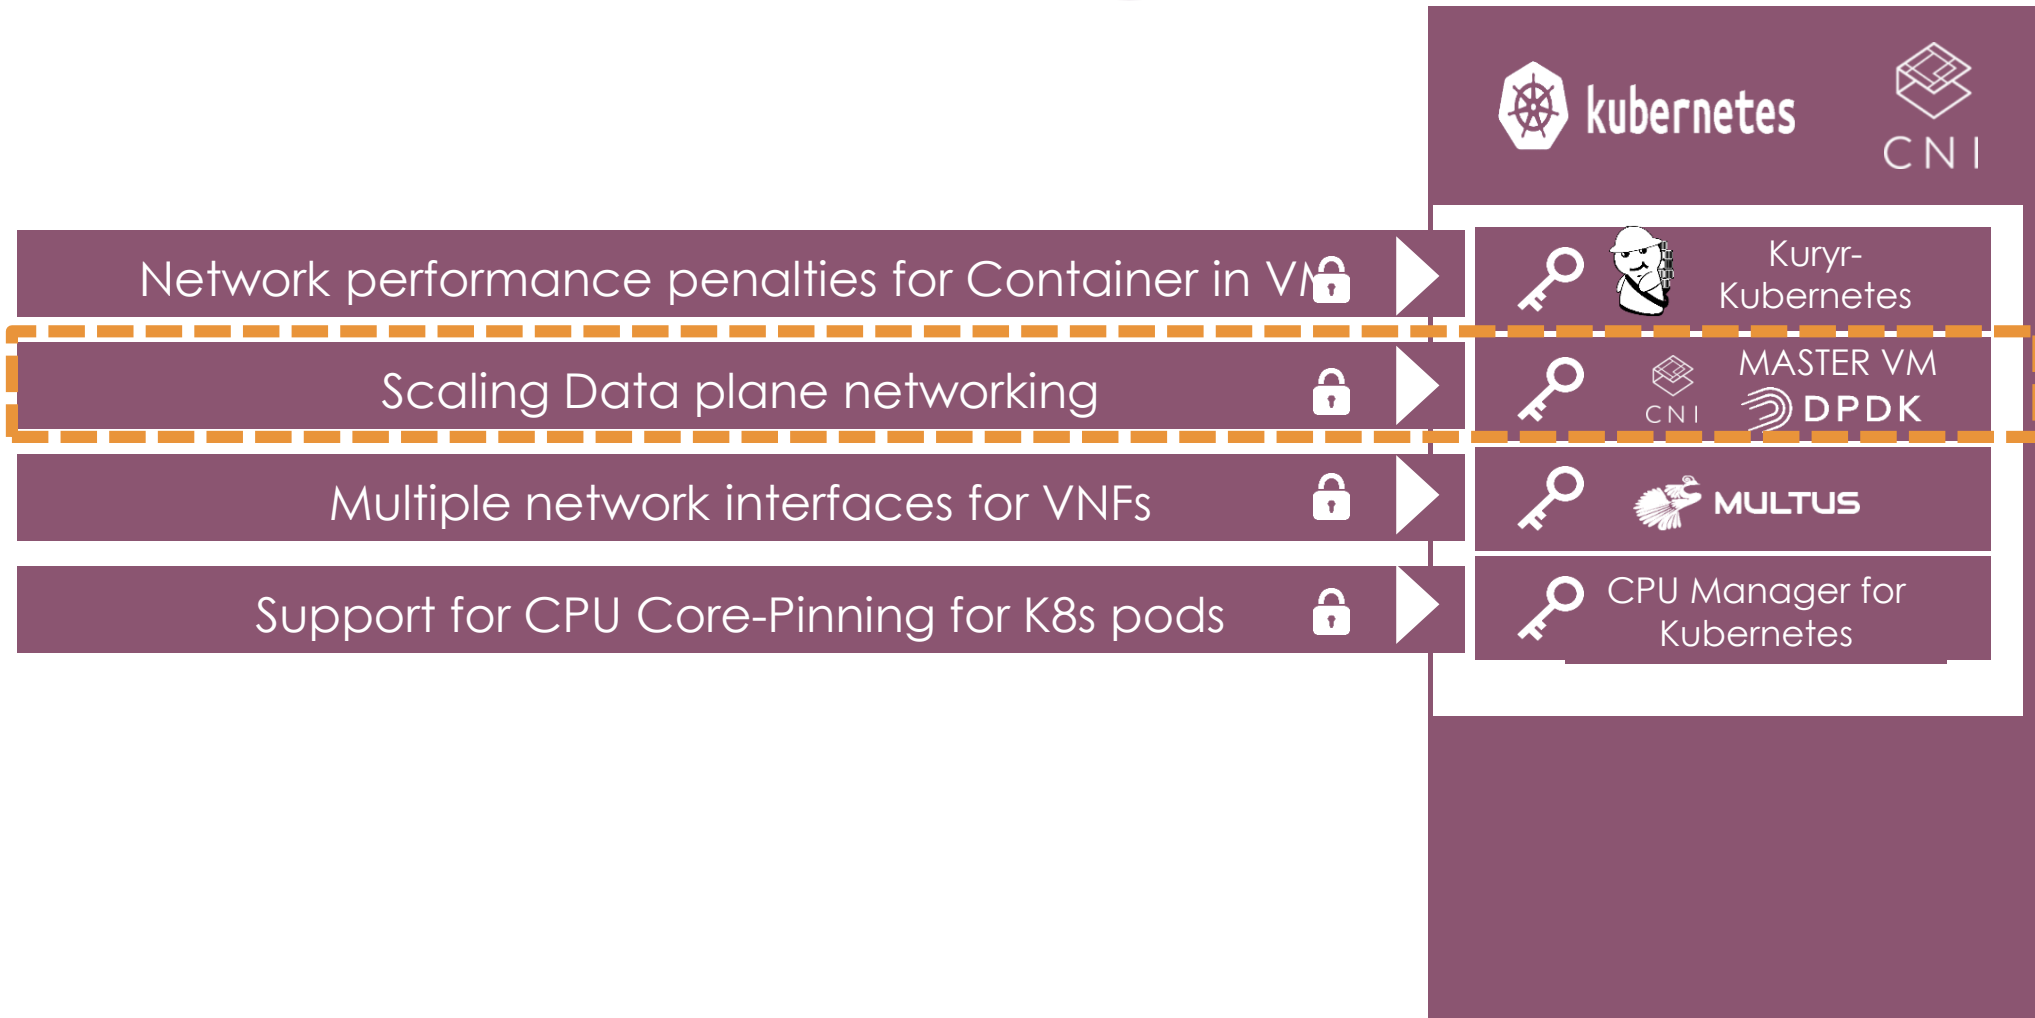 kubernetes
CNI
Network performance penalties for Container in VM
Kuryr-
Kubernetes
Scaling Data plane networking
CNI
MASTER VM
DPDK
Multiple network interfaces for VNFs
MULTUS
Support for CPU Core-Pinning for K8s pods
CPU Manager for
Kubernetes